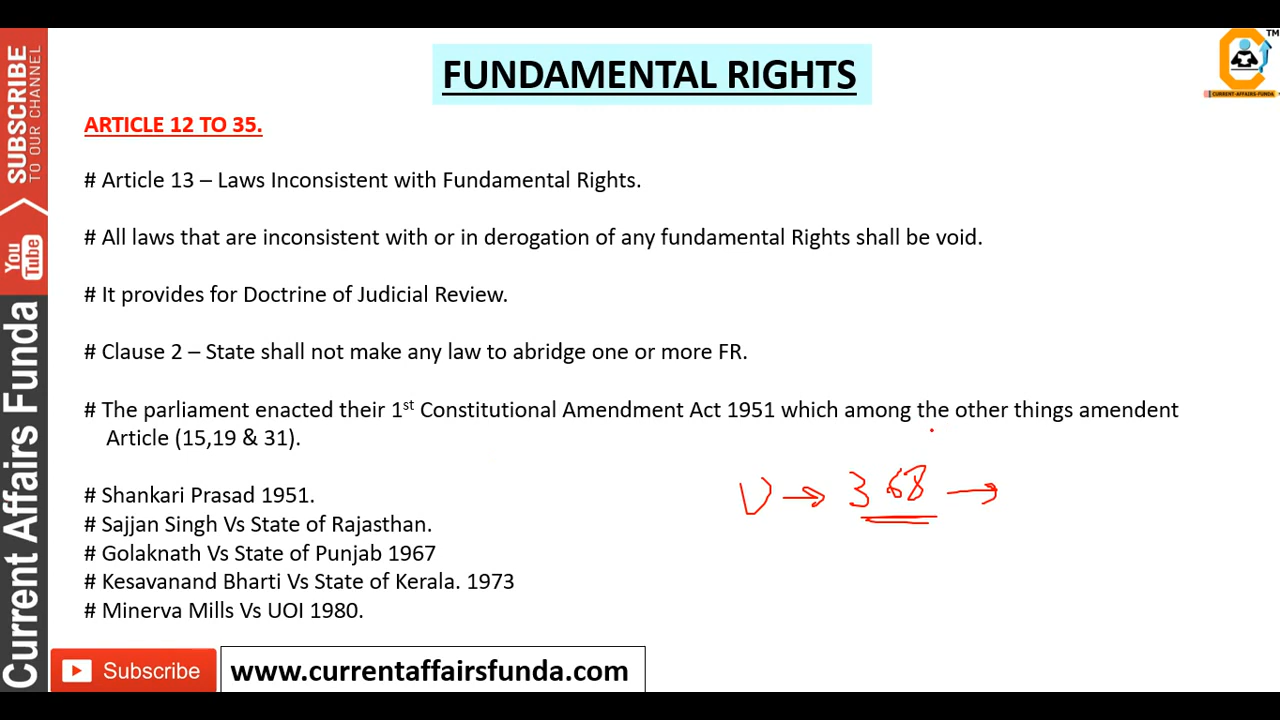 FUNDAMENTAL RIGHTS
TM
CURRENT-AFFAIRS-FUNDA
ARTICLE 12 TO 35.
# Article 13 – Laws Inconsistent with Fundamental Rights.
# All laws that are inconsistent with or in derogation of any fundamental Rights shall be void.
# It provides for Doctrine of Judicial Review.
# Clause 2 – State shall not make any law to abridge one or more FR.
# The parliament enacted their 1st Constitutional Amendment Act 1951 which among the other things amendent
Article (15,19 & 31).
# Shankari Prasad 1951.
# Sajjan Singh Vs State of Rajasthan.
# Golaknath Vs State of Punjab 1967
# Kesavanand Bharti Vs State of Kerala. 1973
# Minerva Mills Vs UOI 1980.
→ 368 →
SUBSCRIBE
TO OUR CHANNEL
You Tube
Current Affairs Funda
Subscribe
www.currentaffairsfunda.com